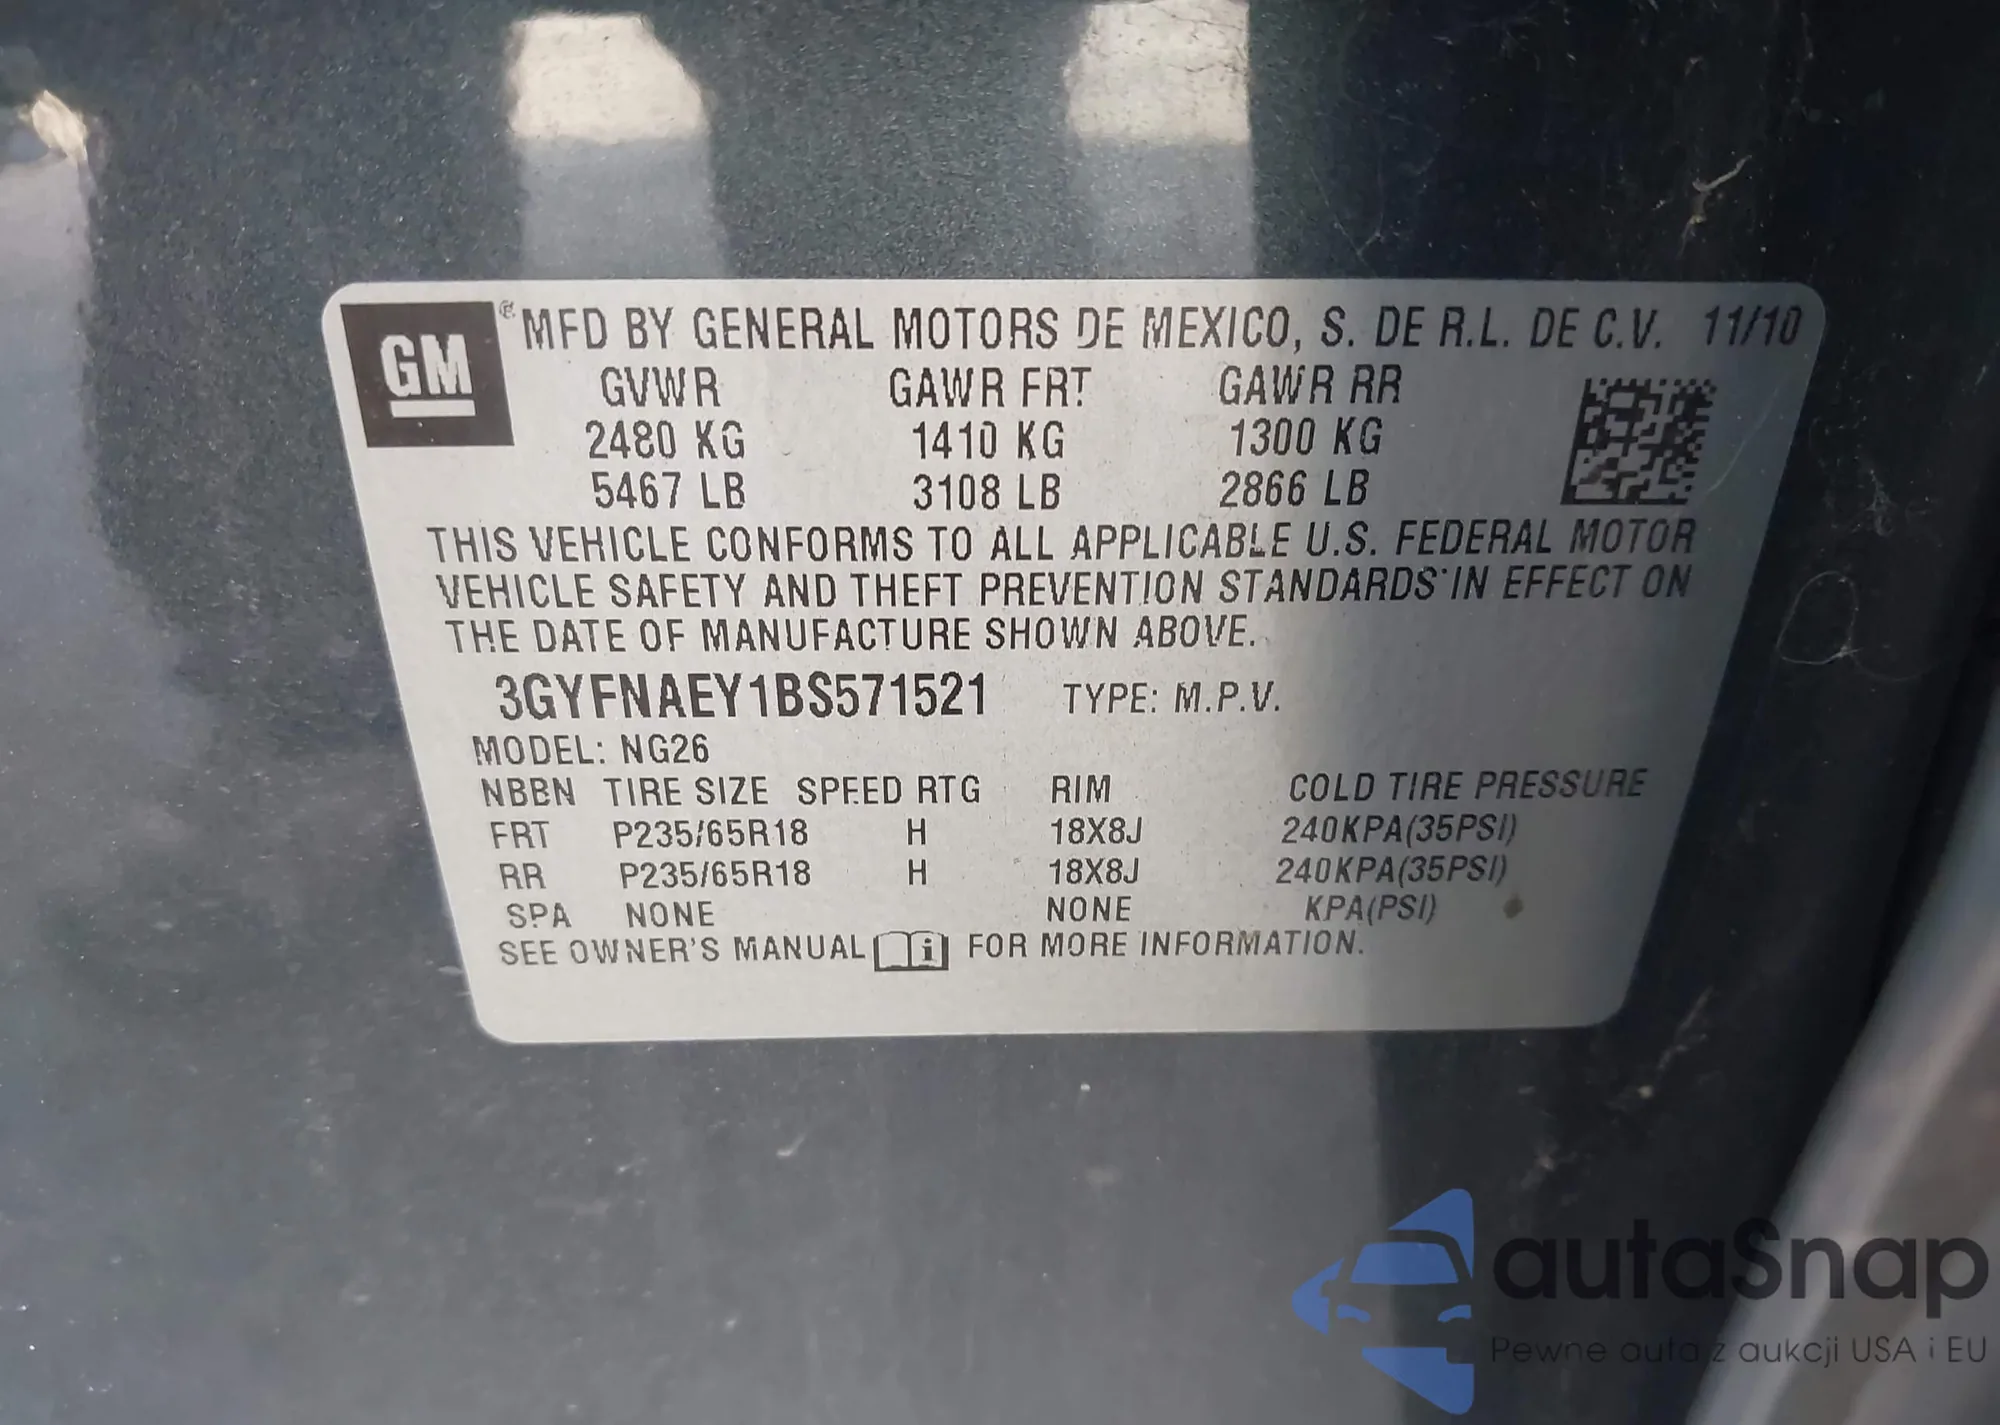 GM
® MFD BY GENERAL MOTORS DE MEXICO, S. DE R.L. DE C.V. 11/10
GVWR GAWR FRT GAWR RR
2480 KG 1410 KG 1300 KG
5467 LB 3108 LB 2866 LB
THIS VEHICLE CONFORMS TO ALL APPLICABLE U.S. FEDERAL MOTOR
VEHICLE SAFETY AND THEFT PREVENTION STANDARDS IN EFFECT ON
THE DATE OF MANUFACTURE SHOWN ABOVE.
3GYFNAEY1BS571521 TYPE: M.P.V.
MODEL: NG26
NBBN TIRE SIZE SPEED RTG RIM COLD TIRE PRESSURE
FRT P235/65R18 H 18X8J 240KPA(35PSI)
RR P235/65R18 H 18X8J 240KPA(35PSI)
SPA NONE NONE KPA(PSI)
SEE OWNER'S MANUAL i FOR MORE INFORMATION.
autaSnap
Pewne auta z aukcji USA i EU